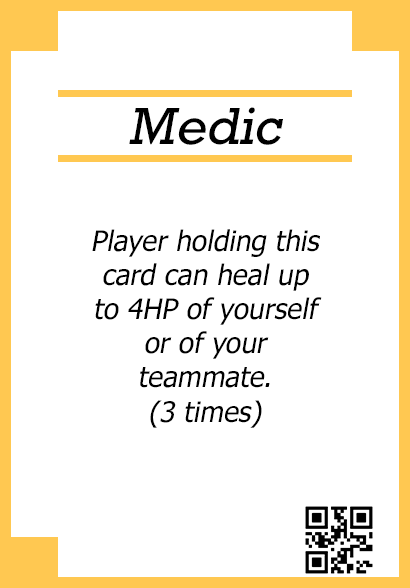 Medic
Player holding this
card can heal up
to 4HP of yourself
or of your
teammate.
(3 times)